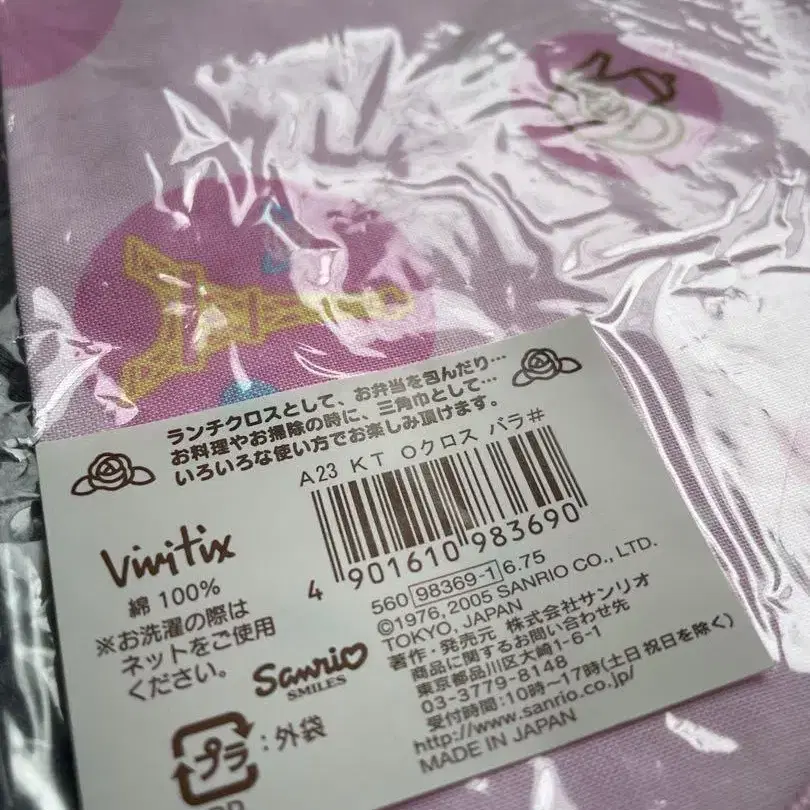 ランチクロスとして、お弁当を包んだり…
お料理やお掃除の時に、三角巾として…
いろいろな使い方でお楽しみ頂けます。
A23 KT Oクロス バラ#
4 901610 983690
560 98369-1 6.75
©1976, 2005 SANRIO CO., LTD.
TOKYO, JAPAN
著作・発売元 株式会社サンリオ
商品に関するお問い合わせ先
東京都品川区大崎1-6-1
03-3779-8148
受付時間:10時〜17時(土日祝日を除く)
http://www.sanrio.co.jp/
MADE IN JAPAN
Vivitix
綿 100%
※お洗濯の際は
ネットをご使用
ください。
Sanrio
SMILES
プラ:外袋